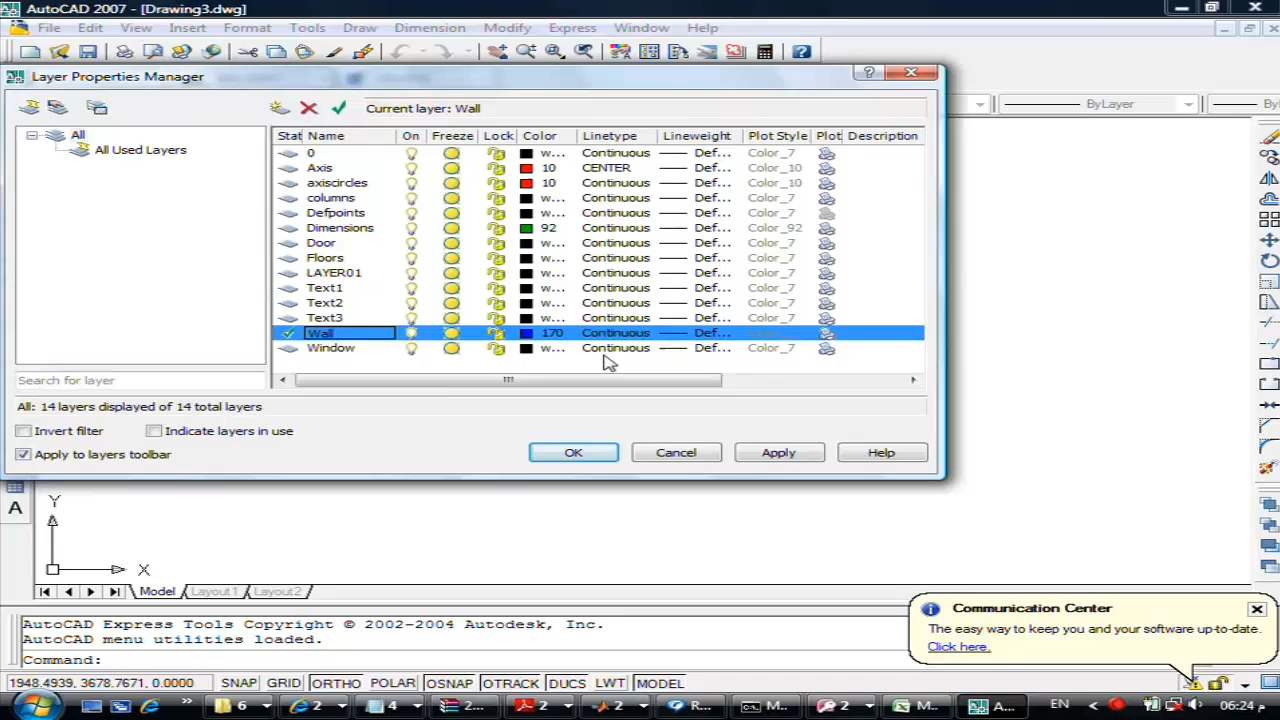 AutoCAD 2007 - [Drawing3.dwg]
File Edit View Insert Format Tools Draw Dimension Modify Express Window Help
Layer Properties Manager
?
Current layer: Wall
ByLayer
All
All Used Layers
Stat Name On Freeze Lock Color Linetype Lineweight Plot Style Plot Description
0 w... Continuous Def... Color_7
Axis 10 CENTER Def... Color_10
axiscircles 10 Continuous Def... Color_10
columns w... Continuous Def... Color_7
Defpoints w... Continuous Def... Color_7
Dimensions 92 Continuous Def... Color_92
Door w... Continuous Def... Color_7
Floors w... Continuous Def... Color_7
LAYER01 w... Continuous Def... Color_7
Text1 w... Continuous Def... Color_7
Text2 w... Continuous Def... Color_7
Text3 w... Continuous Def... Color_7
Wall 170 Continuous Def...
Window w... Continuous Def... Color_7
Search for layer
All: 14 layers displayed of 14 total layers
Invert filter Indicate layers in use
Apply to layers toolbar
OK Cancel Apply Help
A
Y
X
Model Layout1 Layout2
AutoCAD Express Tools Copyright © 2002-2004 Autodesk, Inc.
AutoCAD menu utilities loaded.
Command:
Communication Center
The easy way to keep you and your software up-to-date.
Click here.
1948.4939, 3678.7671, 0.0000 SNAP GRID ORTHO POLAR OSNAP OTRACK DUCS LWT MODEL
6 2 4 2... 2 2 R... M... 2 M... A... EN 06:24 م